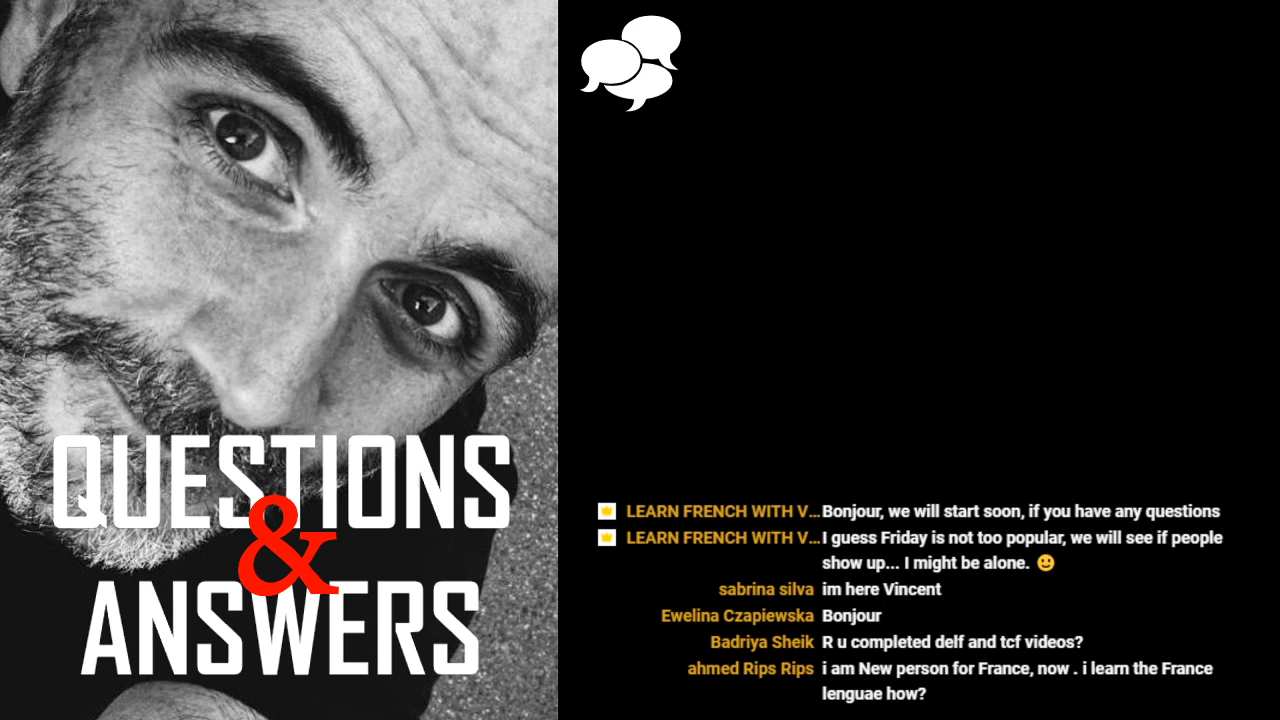 QUESTIONS
&
ANSWERS
LEARN FRENCH WITH V... Bonjour, we will start soon, if you have any questions
LEARN FRENCH WITH V... I guess Friday is not too popular, we will see if people
show up... I might be alone. 🙂
sabrina silva im here Vincent
Ewelina Czapiewska Bonjour
Badriya Sheik R u completed delf and tcf videos?
ahmed Rips Rips i am New person for France, now . i learn the France
lenguae how?